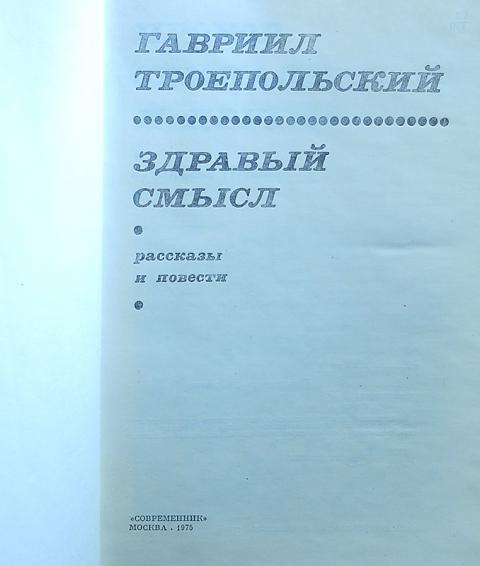 ГАВРИИЛ
ТРОЕПОЛЬСКИЙ
ЗДРАВЫЙ
СМЫСЛ
рассказы
и повести
«СОВРЕМЕННИК»
МОСКВА · 1975